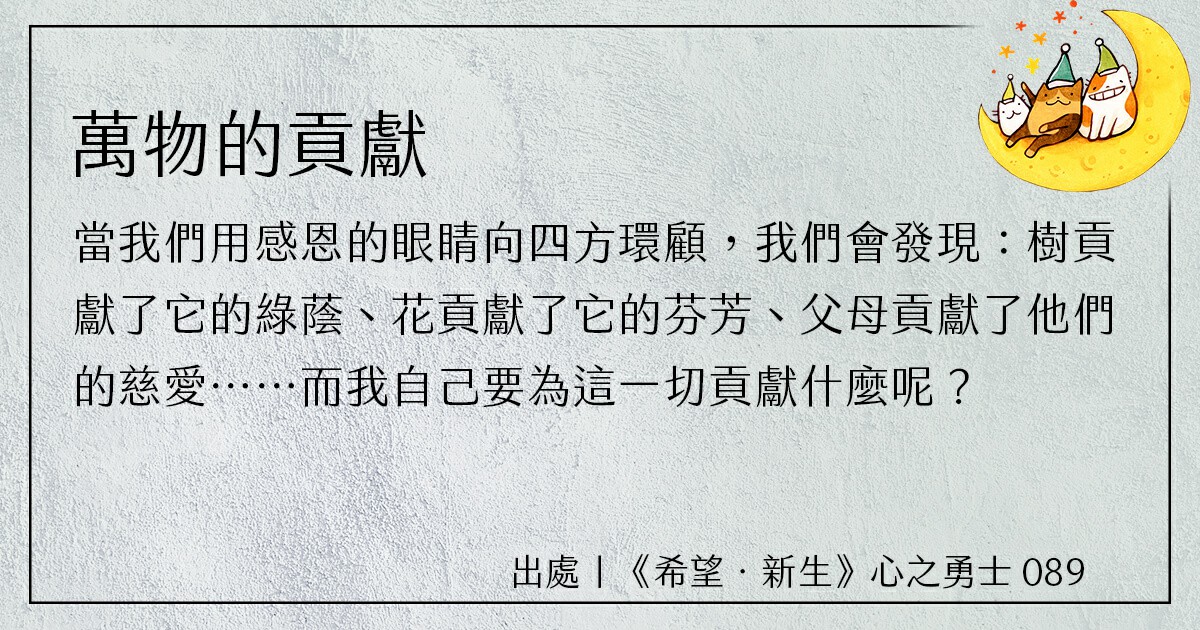 萬物的貢獻
當我們用感恩的眼睛向四方環顧，我們會發現：樹貢
獻了它的綠蔭、花貢獻了它的芬芳、父母貢獻了他們
的慈愛……而我自己要為這一切貢獻什麼呢？
出處｜《希望．新生》心之勇士 089